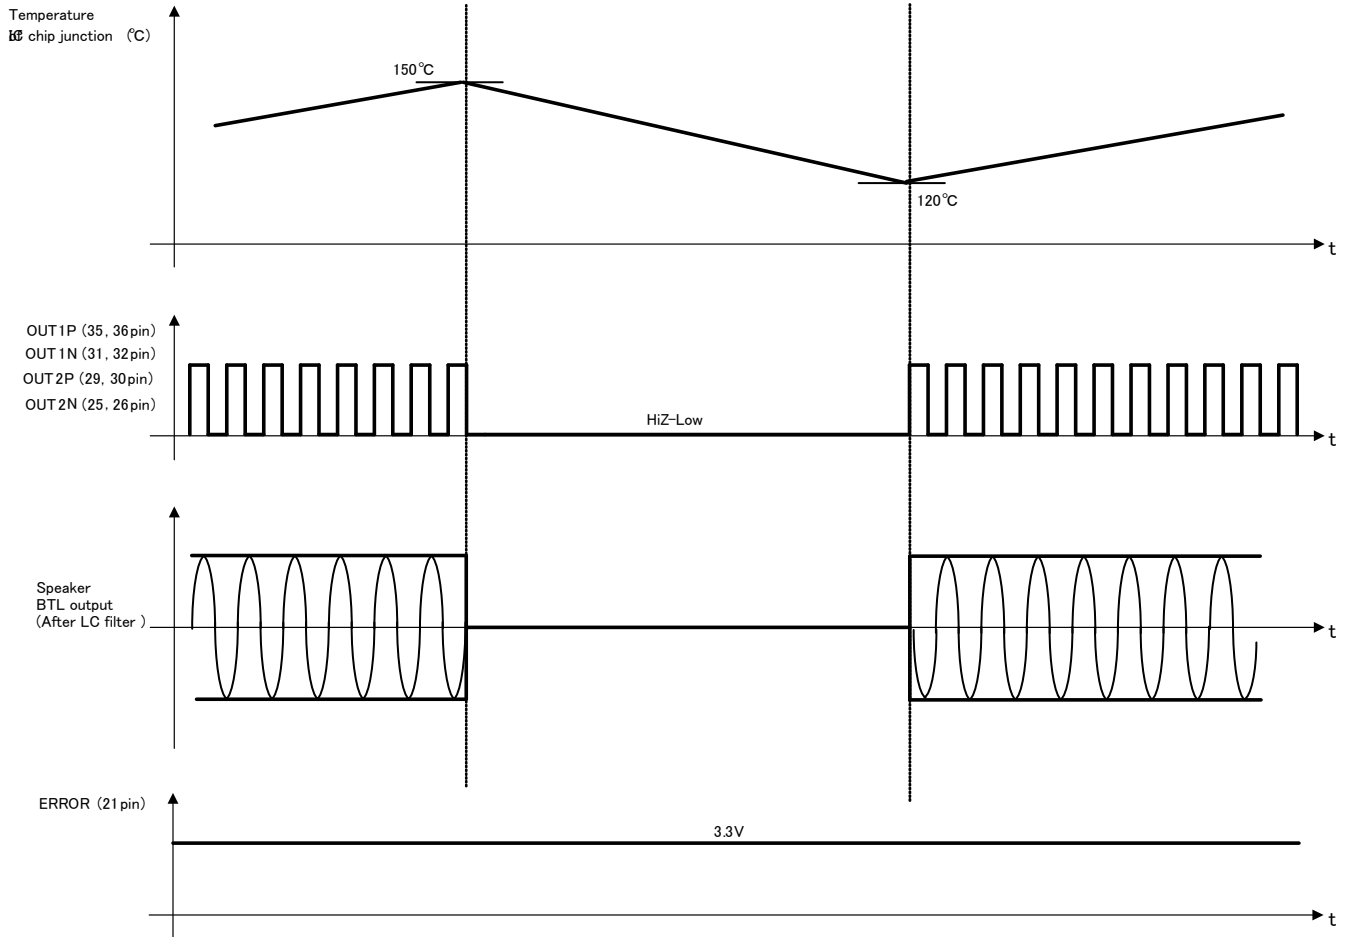 Temperature
chip junction (℃)
150℃
120℃
t
OUT1P (35, 36pin)
OUT1N (31, 32pin)
OUT2P (29, 30pin)
OUT2N (25, 26pin)
HiZ-Low
t
Speaker
BTL output
(After LC filter )
t
ERROR (21pin)
3.3V
t